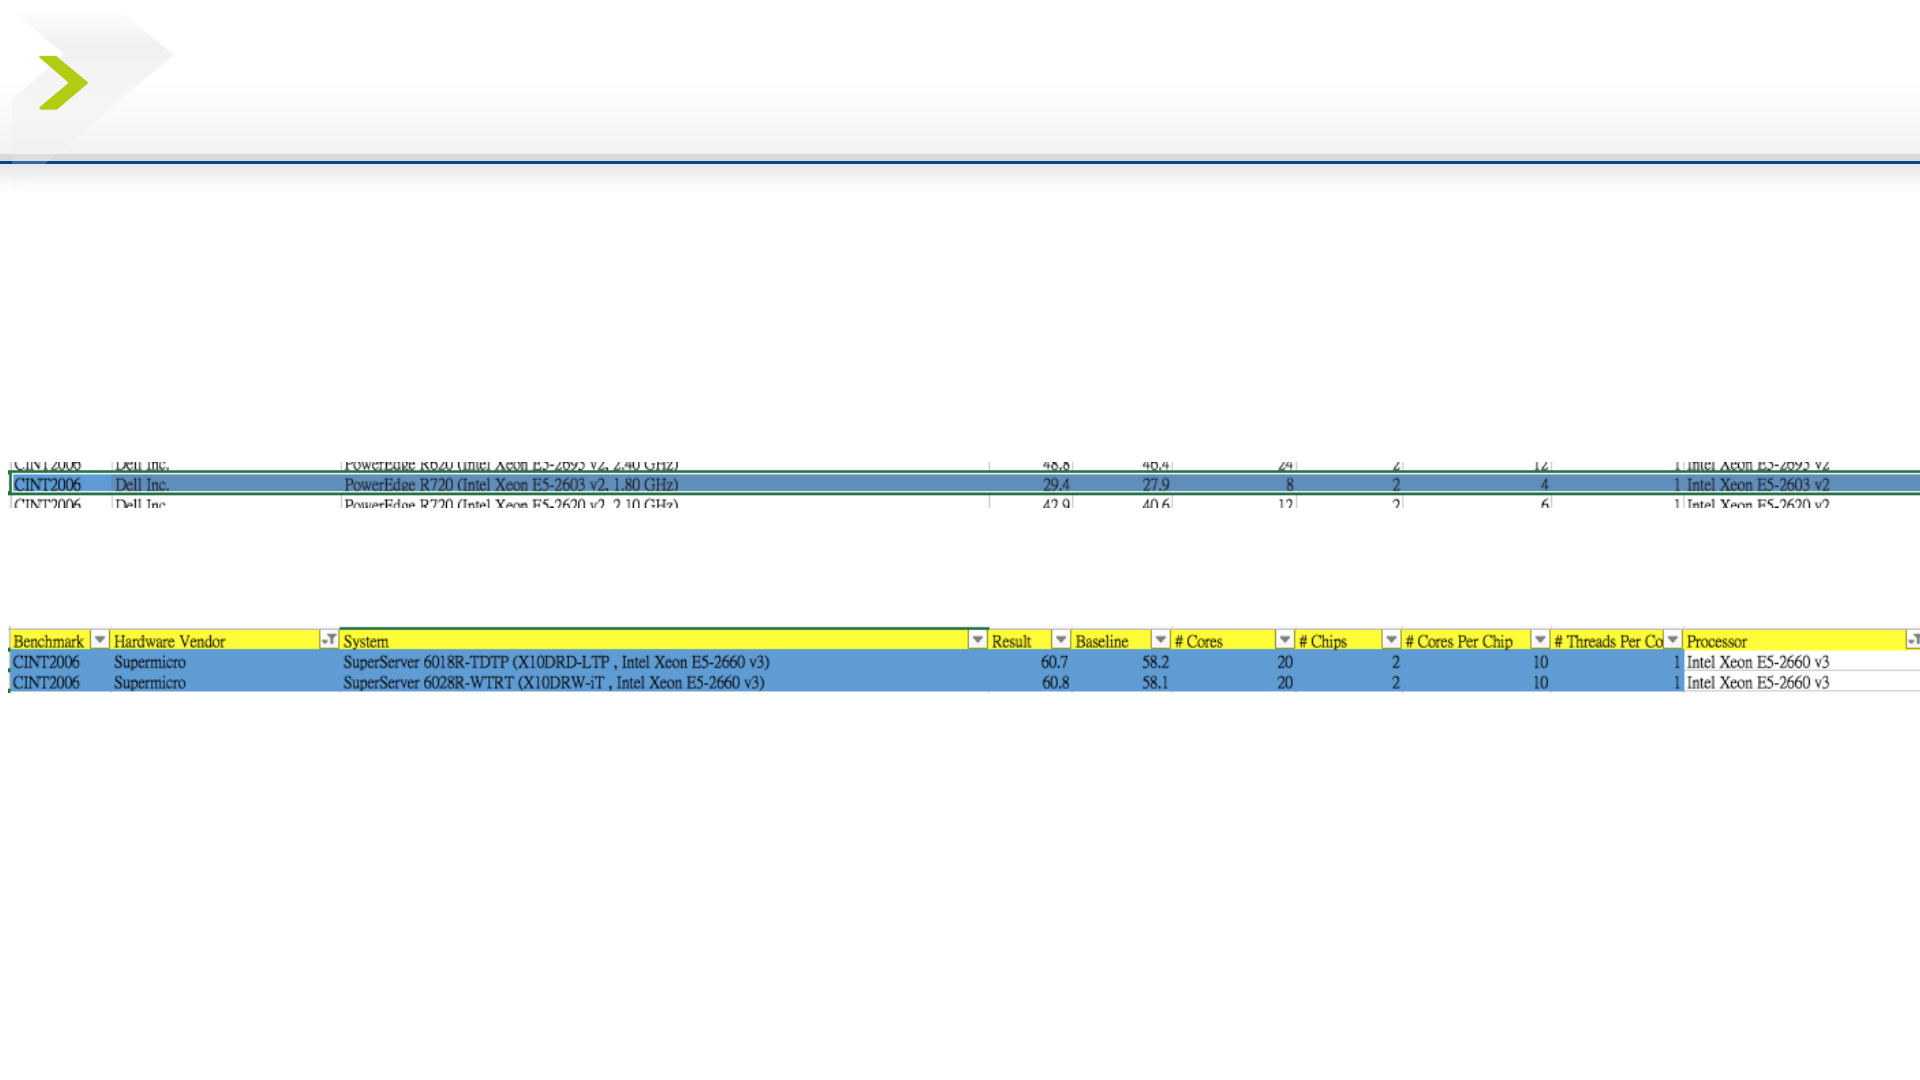 CINT2006 Dell Inc. PowerEdge R620 (Intel Xeon E5-2695 v2, 2.40 GHz) 48.8 46.4 24 2 12 1 Intel Xeon E5-2695 v2
CINT2006 Dell Inc. PowerEdge R720 (Intel Xeon E5-2603 v2, 1.80 GHz) 29.4 27.9 8 2 4 1 Intel Xeon E5-2603 v2
CINT2006 Dell Inc. PowerEdge R720 (Intel Xeon E5-2620 v2, 2.10 GHz) 42.9 40.6 12 2 6 1 Intel Xeon E5-2620 v2
Benchmark Hardware Vendor System Result Baseline # Cores # Chips # Cores Per Chip # Threads Per Co Processor
CINT2006 Supermicro SuperServer 6018R-TDTP (X10DRD-LTP , Intel Xeon E5-2660 v3) 60.7 58.2 20 2 10 1 Intel Xeon E5-2660 v3
CINT2006 Supermicro SuperServer 6028R-WTRT (X10DRW-iT , Intel Xeon E5-2660 v3) 60.8 58.1 20 2 10 1 Intel Xeon E5-2660 v3